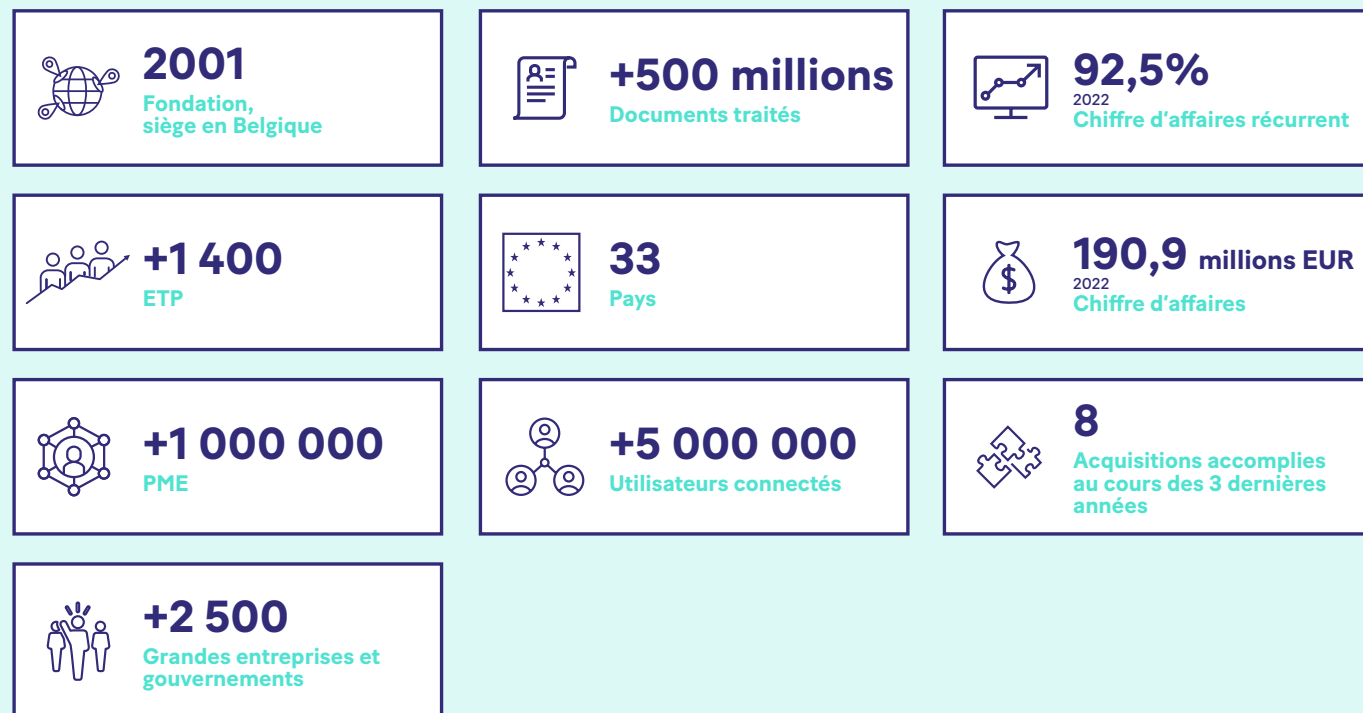 2001
Fondation,
siège en Belgique
+500 millions
Documents traités
92,5%
2022
Chiffre d'affaires récurrent
+1 400
ETP
33
Pays
190,9 millions EUR
2022
Chiffre d'affaires
+1 000 000
PME
+5 000 000
Utilisateurs connectés
8
Acquisitions accomplies
au cours des 3 dernières
années
+2 500
Grandes entreprises et
gouvernements